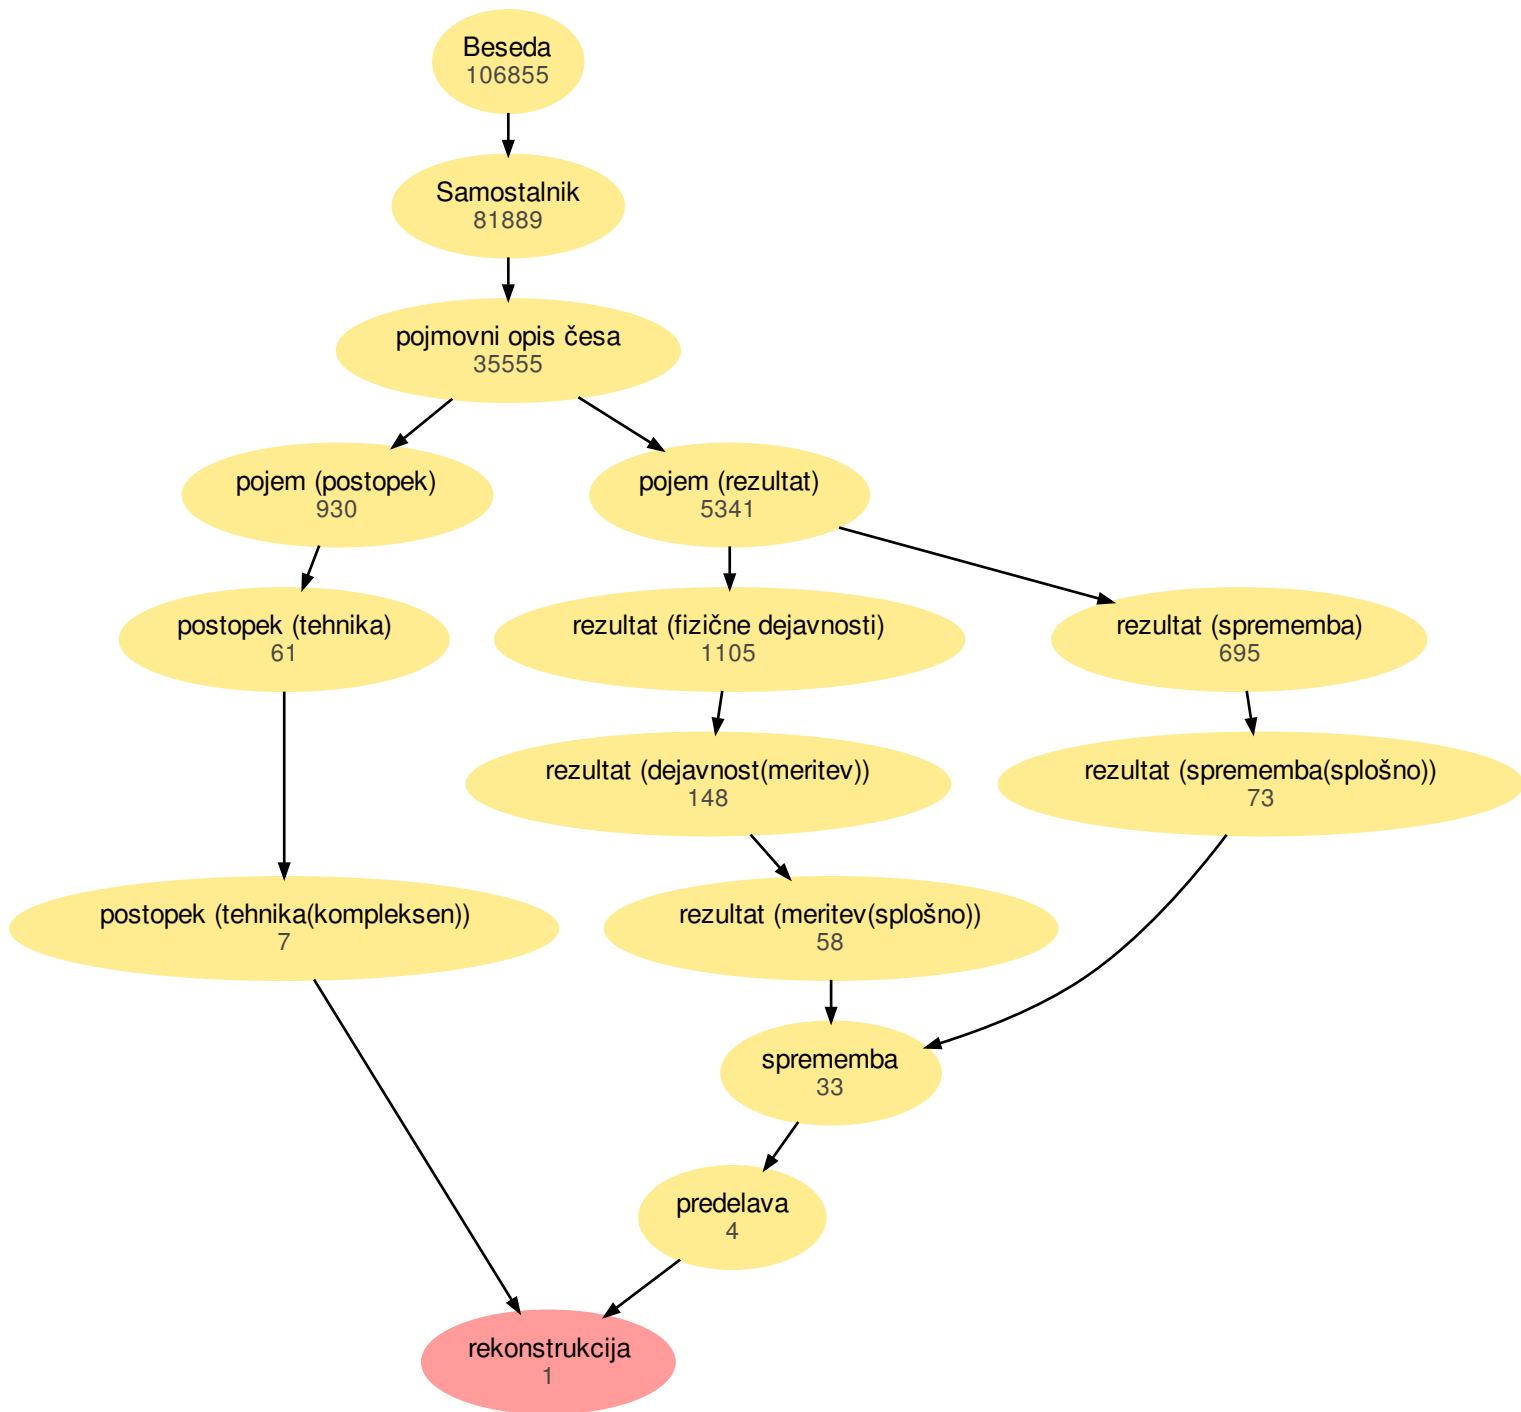 Beseda
106855
Samostalnik
81889
pojmovni opis česa
35555
pojem (postopek)
930
pojem (rezultat)
5341
postopek (tehnika)
61
rezultat (fizične dejavnosti)
1105
rezultat (sprememba)
695
rezultat (dejavnost(meritev))
148
rezultat (sprememba(splošno))
73
postopek (tehnika(kompleksen))
7
rezultat (meritev(splošno))
58
sprememba
33
predelava
4
rekonstrukcija
1